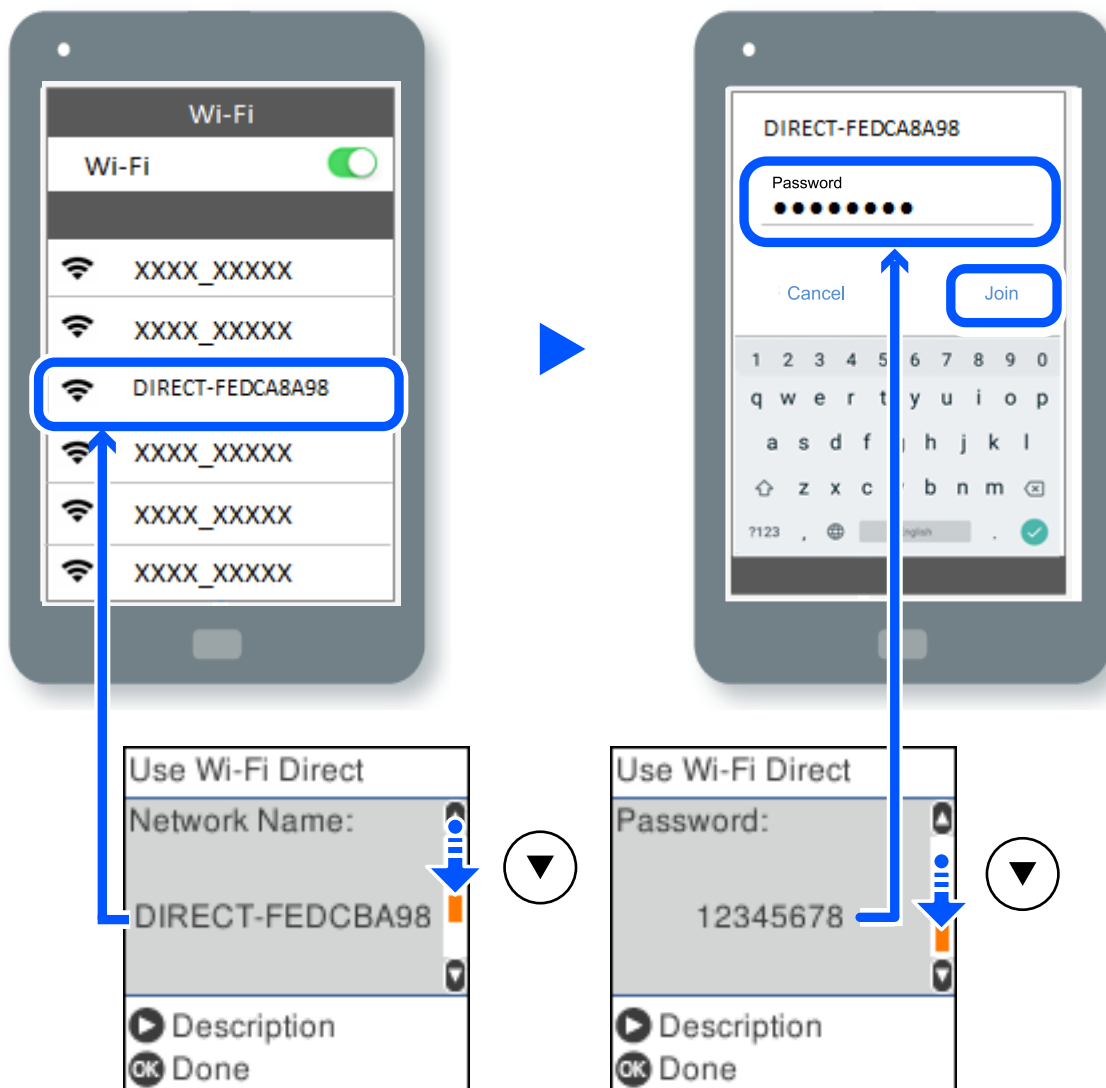 Wi-Fi
Wi-Fi
XXXX_XXXXX
XXXX_XXXXX
DIRECT-FEDCA8A98
XXXX_XXXXX
XXXX_XXXXX
XXXX_XXXXX
DIRECT-FEDCA8A98
Password
Cancel
Join
1 2 3 4 5 6 7 8 9 0
q w e r t y u i o p
a s d f h j k l
z x c b n m
?123 , .
Use Wi-Fi Direct
Network Name:
DIRECT-FEDCBA98
Description
OK Done
Use Wi-Fi Direct
Password:
12345678
Description
OK Done